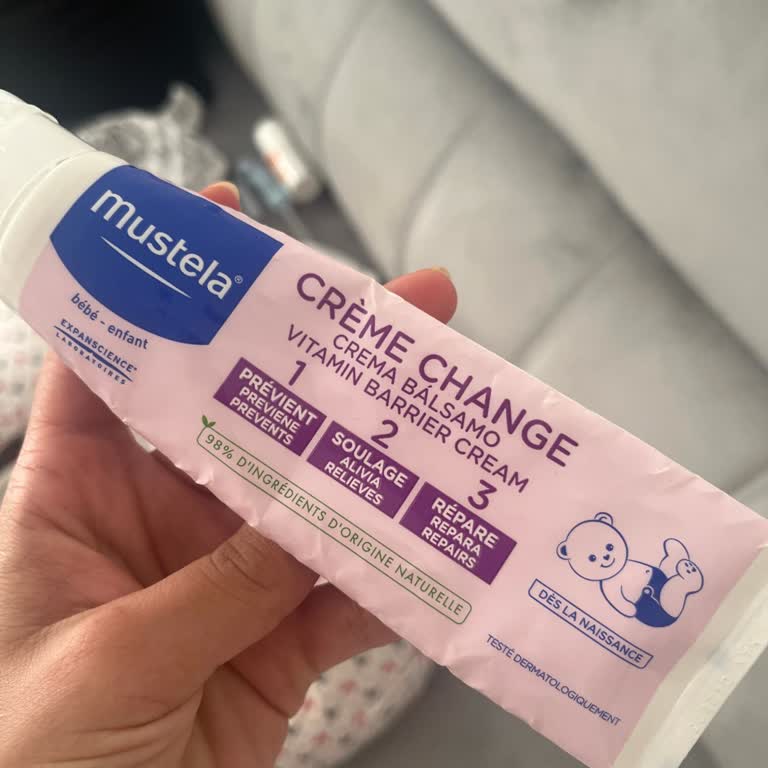 mustela®
bébé - enfant
EXPANSCIENCE®
LABORATOIRES
CRÈME CHANGE
CREMA BÁLSAMO
VITAMIN BARRIER CREAM
1
PRÉVIENT
PREVIENE
PREVENTS
2
SOULAGE
ALIVIA
RELIEVES
3
RÉPARE
REPARA
REPAIRS
98% D'INGRÉDIENTS D'ORIGINE NATURELLE
DÈS LA NAISSANCE
TESTÉ DERMATOLOGIQUEMENT